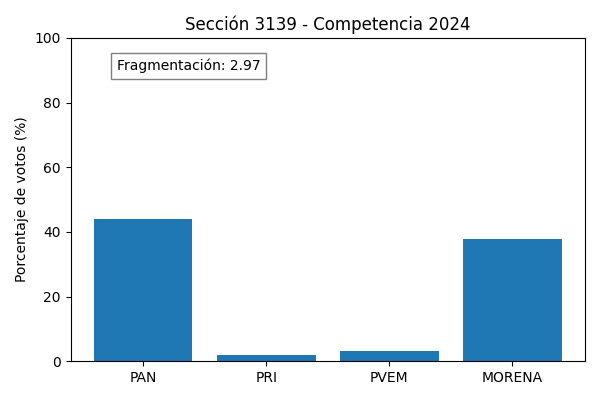 Sección 3139 - Competencia 2024
Fragmentación: 2.97
Porcentaje de votos (%)
100
80
60
40
20
0
PAN PRI PVEM MORENA